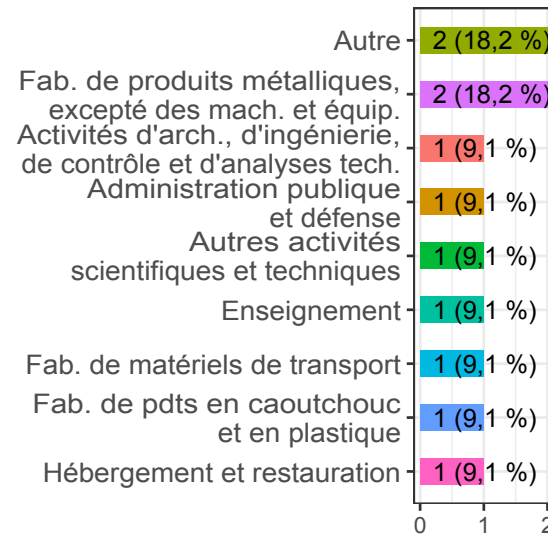 Autre
2 (18,2 %)
Fab. de produits métalliques,
excepté des mach. et équip.
2 (18,2 %)
Activités d'arch., d'ingénierie,
de contrôle et d'analyses tech.
1 (9,1 %)
Administration publique
et défense
1 (9,1 %)
Autres activités
scientifiques et techniques
1 (9,1 %)
Enseignement
1 (9,1 %)
Fab. de matériels de transport
1 (9,1 %)
Fab. de pdts en caoutchouc
et en plastique
1 (9,1 %)
Hébergement et restauration
1 (9,1 %)
0 1 2